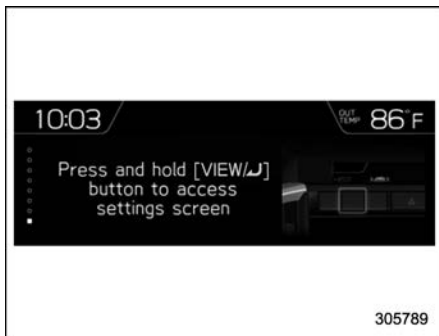 10:03
OUT TEMP 86°F
Press and hold [VIEW/⤶]
button to access
settings screen
305789